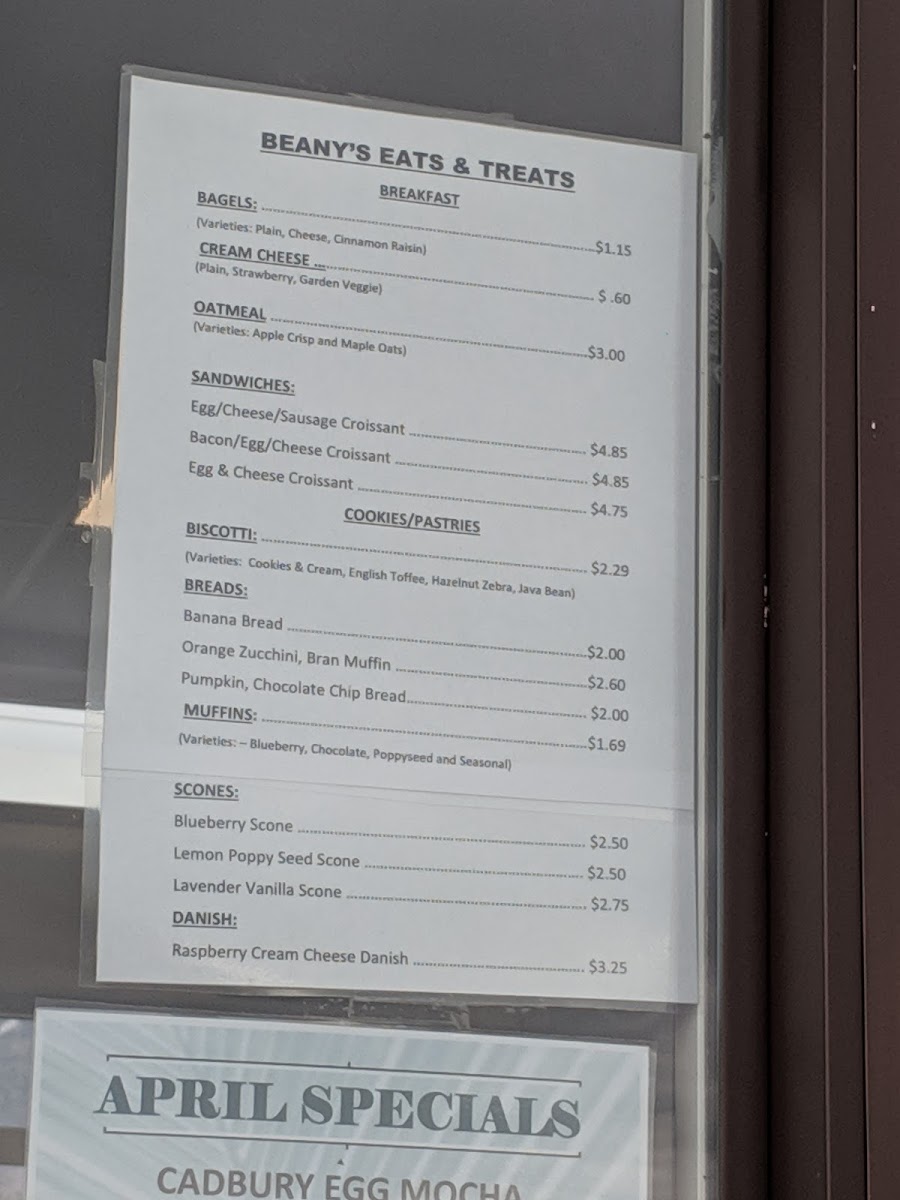 BEANY'S EATS & TREATS
BREAKFAST
BAGELS: $1.15
(Varieties: Plain, Cheese, Cinnamon Raisin)
CREAM CHEESE $ .60
(Plain, Strawberry, Garden Veggie)
OATMEAL $3.00
(Varieties: Apple Crisp and Maple Oats)
SANDWICHES:
Egg/Cheese/Sausage Croissant $4.85
Bacon/Egg/Cheese Croissant $4.85
Egg & Cheese Croissant $4.75
COOKIES/PASTRIES
BISCOTTI: $2.29
(Varieties: Cookies & Cream, English Toffee, Hazelnut Zebra, Java Bean)
BREADS:
Banana Bread $2.00
Orange Zucchini, Bran Muffin $2.60
Pumpkin, Chocolate Chip Bread $2.00
MUFFINS: $1.69
(Varieties: – Blueberry, Chocolate, Poppyseed and Seasonal)
SCONES:
Blueberry Scone $2.50
Lemon Poppy Seed Scone $2.50
Lavender Vanilla Scone $2.75
DANISH:
Raspberry Cream Cheese Danish $3.25
APRIL SPECIALS
CADBURY EGG MOCHA